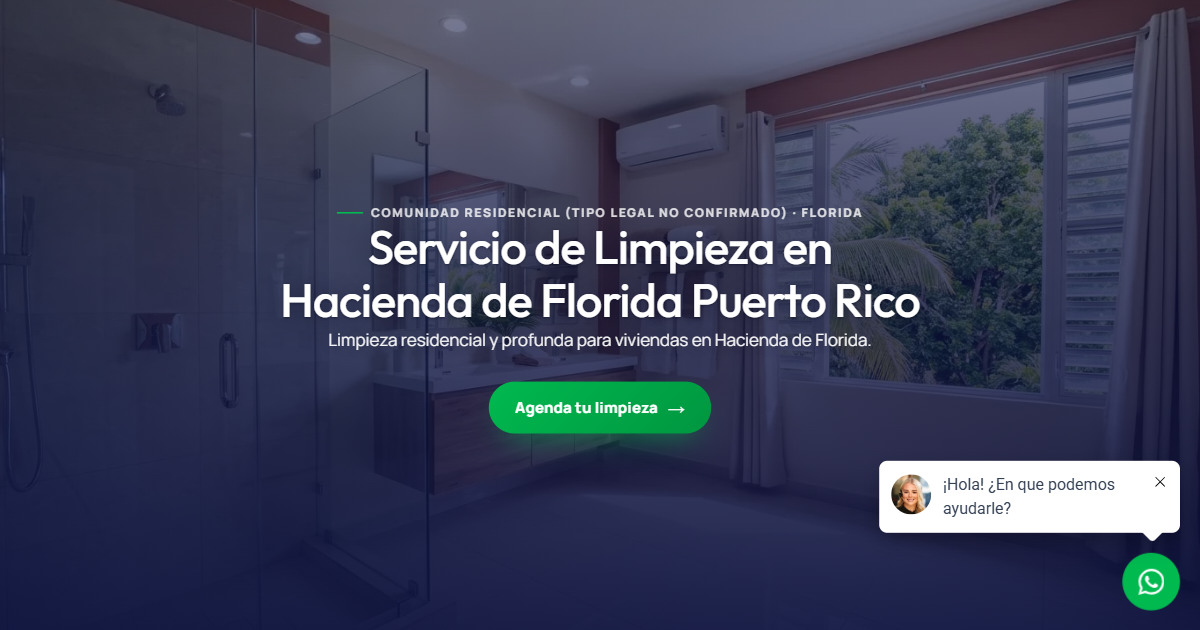 COMUNIDAD RESIDENCIAL (TIPO LEGAL NO CONFIRMADO) · FLORIDA
Servicio de Limpieza en
Hacienda de Florida Puerto Rico
Limpieza residencial y profunda para viviendas en Hacienda de Florida.
Agenda tu limpieza →
¡Hola! ¿En que podemos
ayudarle?